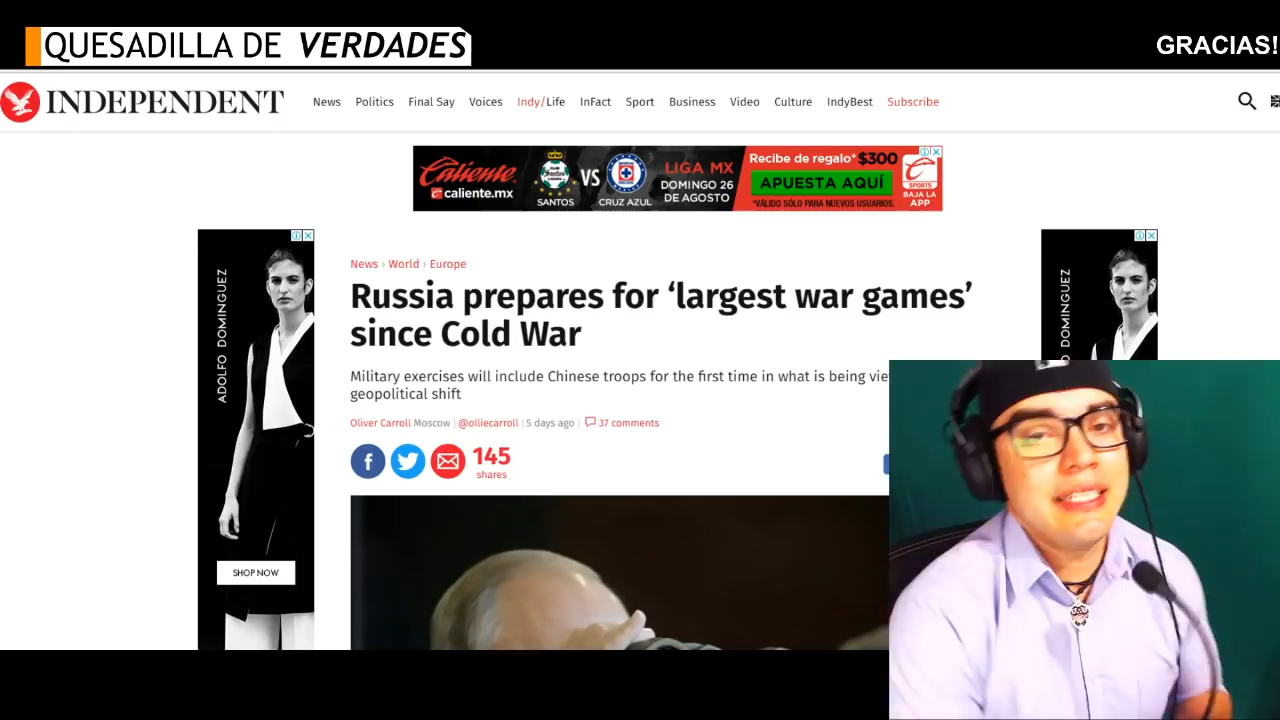 QUESADILLA DE VERDADES
GRACIAS!
INDEPENDENT
News Politics Final Say Voices Indy/Life InFact Sport Business Video Culture IndyBest Subscribe
Caliente
caliente.mx
SANTOS
VS
CRUZ AZUL
LIGA MX
DOMINGO 26
DE AGOSTO
Recibe de regalo* $300
APUESTA AQUÍ
*VÁLIDO SÓLO PARA NUEVOS USUARIOS.
SPORTS
BAJA LA
APP
ADOLFO DOMINGUEZ
SHOP NOW
News › World › Europe
Russia prepares for ‘largest war games’
since Cold War
Military exercises will include Chinese troops for the first time in what is being vie
geopolitical shift
Oliver Carroll Moscow | @olliecarroll | 5 days ago | 37 comments
145
shares
O DOMINGUEZ